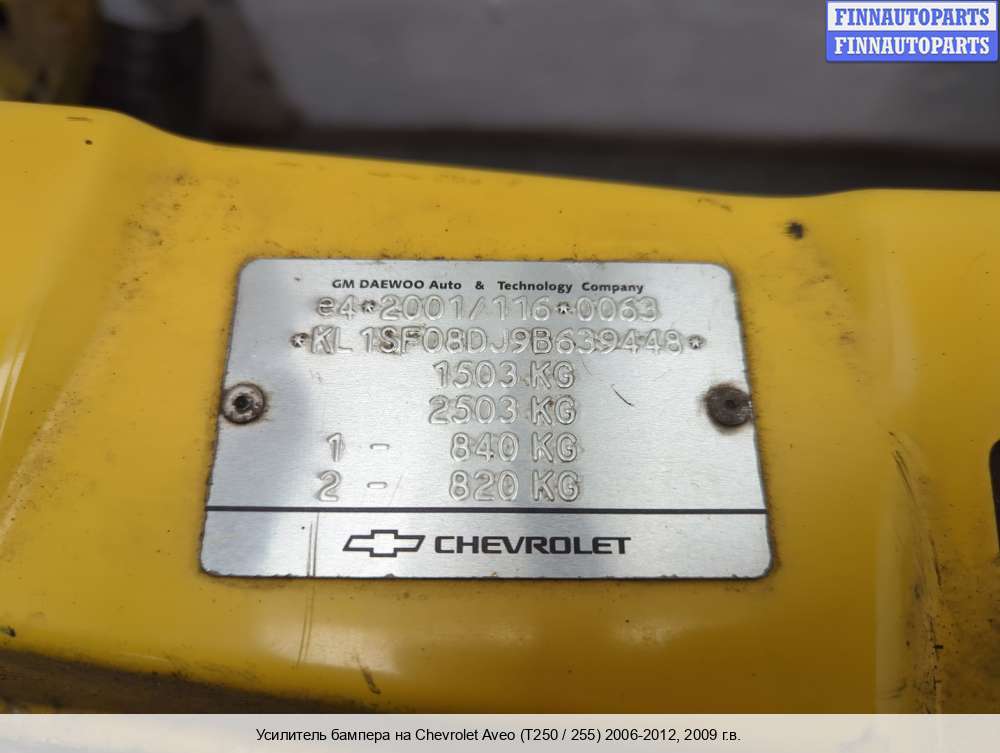 FINNAUTOPARTS
FINNAUTOPARTS
GM DAEWOO Auto & Technology Company
e4*2001/116*0063
*KL1SF08DJ9B639448*
1503 KG
2503 KG
1 - 840 KG
2 - 820 KG
CHEVROLET
Усилитель бампера на Chevrolet Aveo (T250 / 255) 2006-2012, 2009 г.в.